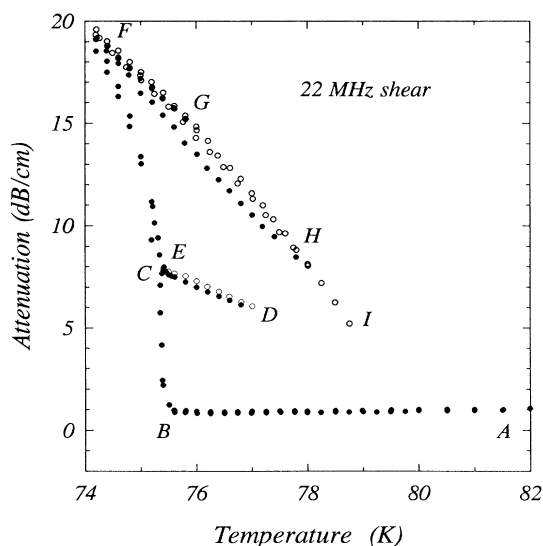 20
15
10
5
0
Attenuation (dB/cm)
22 MHz shear
F
G
H
I
E
C
D
B
A
74
76
78
80
82
Temperature (K)